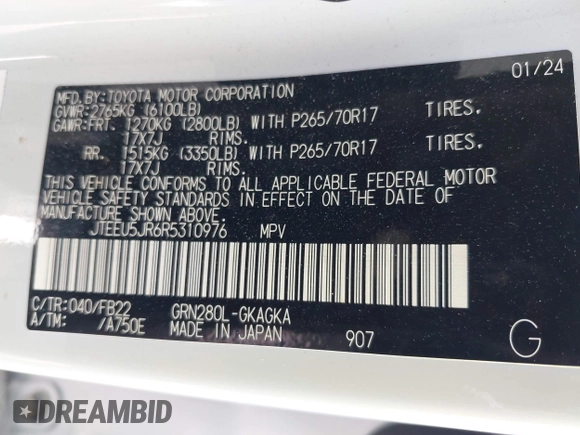 01/24
MFD.BY:TOYOTA MOTOR CORPORATION
GVWR:2765KG (6100LB)
GAWR:FRT. 1270KG (2800LB) WITH P265/70R17 TIRES,
17X7J RIMS.
RR. 1515KG (3350LB) WITH P265/70R17 TIRES,
17X7J RIMS.
THIS VEHICLE CONFORMS TO ALL APPLICABLE FEDERAL MOTOR
VEHICLE SAFETY STANDARDS IN EFFECT ON THE DATE OF
MANUFACTURE SHOWN ABOVE.
JTEEU5JR6R5310976 MPV
C/TR:040/FB22 GRN280L-GKAGKA
A/TM: /A750E MADE IN JAPAN 907 G
DREAMBID